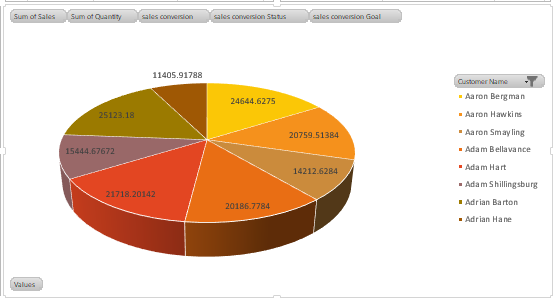 Sum of Sales
Sum of Quantity
sales conversion
sales conversion Status
sales conversion Goal
11405.91788
24644.6275
25123.18
20759.51384
15444.67672
14212.6284
21718.20142
20186.7784
Customer Name
Aaron Bergman
Aaron Hawkins
Aaron Smayling
Adam Bellavance
Adam Hart
Adam Shillingsburg
Adrian Barton
Adrian Hane
Values